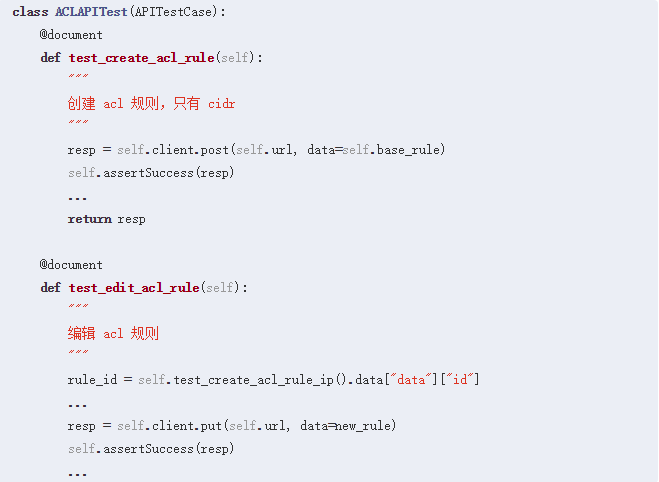 class ACLAPITest(APITestCase):
    @document
    def test_create_acl_rule(self):
        """
        创建 acl 规则，只有 cidr
        """
        resp = self.client.post(self.url, data=self.base_rule)
        self.assertSuccess(resp)
        ...
        return resp

    @document
    def test_edit_acl_rule(self):
        """
        编辑 acl 规则
        """
        rule_id = self.test_create_acl_rule_ip().data["data"]["id"]
        ...
        resp = self.client.put(self.url, data=new_rule)
        self.assertSuccess(resp)
        ...